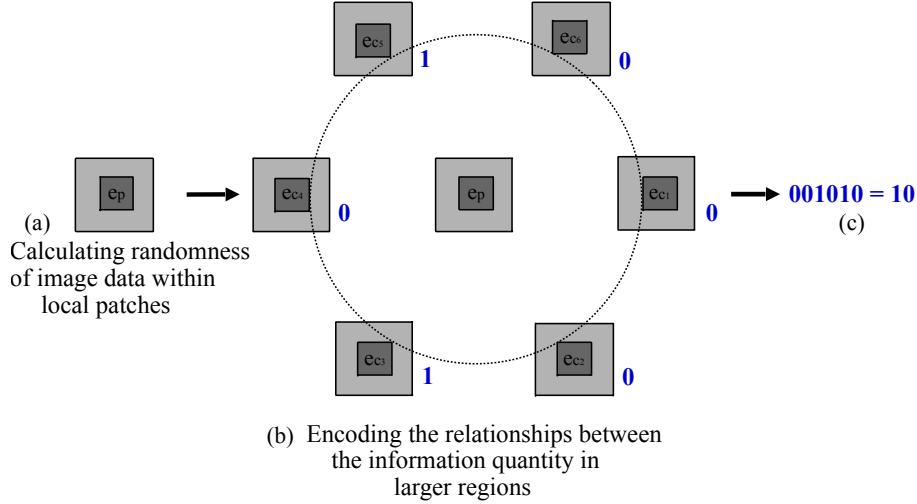 ec5
1
ec6
0
ep
ec4
0
ep
ec1
0
001010 = 10
(a)
(c)
Calculating randomness
of image data within
local patches
ec3
1
ec2
0
(b) Encoding the relationships between
the information quantity in
larger regions